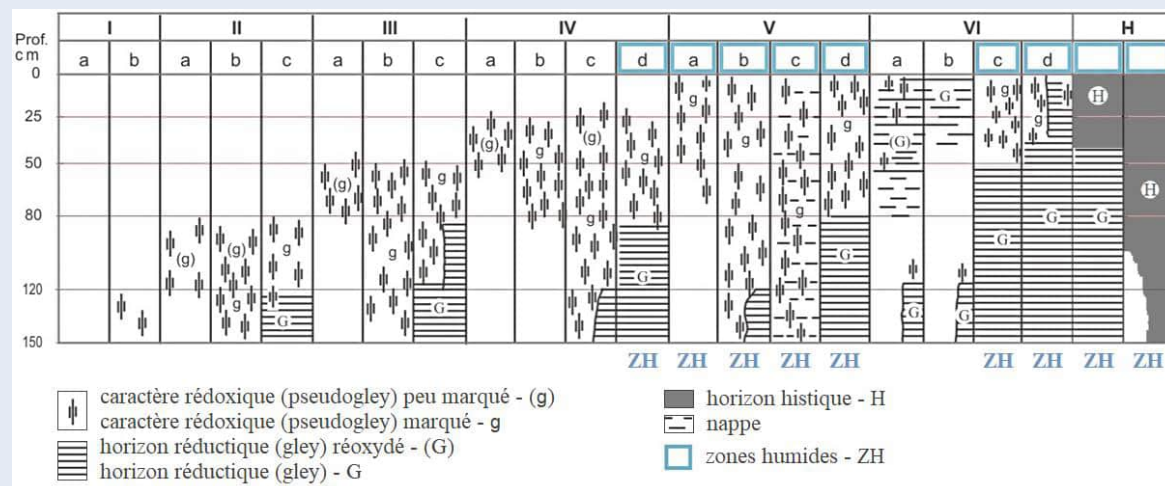 I II III IV V VI H
Prof.
cm a b a b c a b c a b c d a b c d a b c d
0
25
50
80
120
150
(g) (g) g (g) g (g) g g (g) g (g) g g g g g g (G) G g g H
g G G G G G G G G G H
ZH ZH ZH ZH ZH ZH ZH ZH ZH
caractère rédoxique (pseudogley) peu marqué - (g)
caractère rédoxique (pseudogley) marqué - g
horizon réductique (gley) réoxydé - (G)
horizon réductique (gley) - G
horizon histique - H
nappe
zones humides - ZH